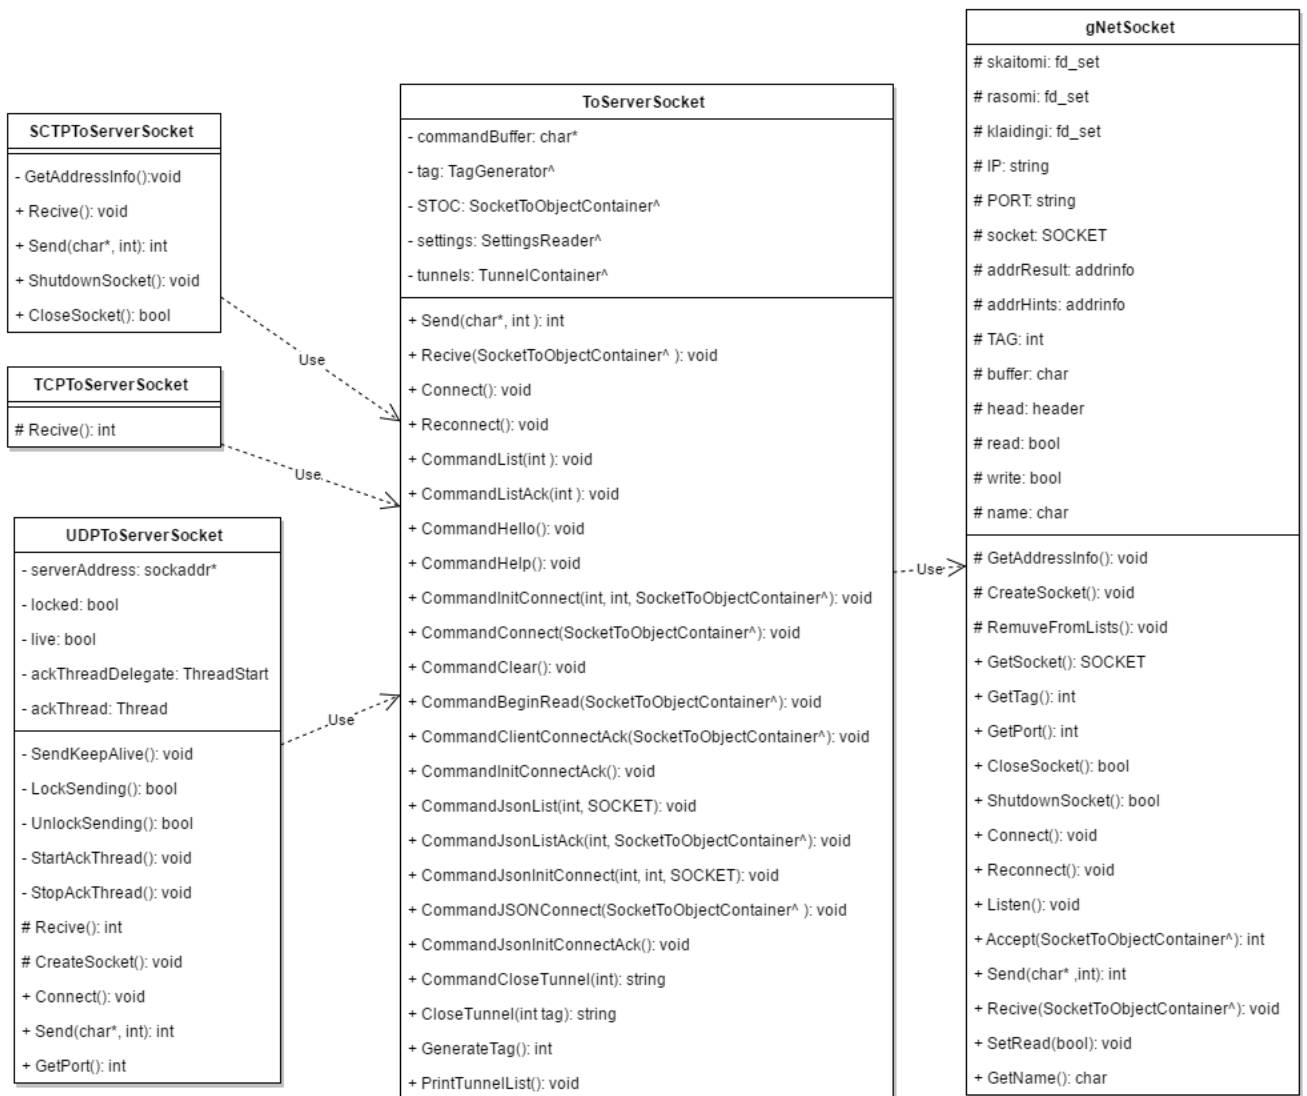 SCTPToServerSocket
- GetAddressInfo():void
+ Recive(): void
+ Send(char*, int): int
+ ShutdownSocket(): void
+ CloseSocket(): bool
Use
TCPToServerSocket
# Recive(): int
Use
UDPToServerSocket
- serverAddress: sockaddr*
- locked: bool
- live: bool
- ackThreadDelegate: ThreadStart
- ackThread: Thread
- SendKeepAlive(): void
- LockSending(): bool
- UnlockSending(): bool
- StartAckThread(): void
- StopAckThread(): void
# Recive(): int
# CreateSocket(): void
+ Connect(): void
+ Send(char*, int): int
+ GetPort(): int
Use
ToServerSocket
- commandBuffer: char*
- tag: TagGenerator^
- STOC: SocketToObjectContainer^
- settings: SettingsReader^
- tunnels: TunnelContainer^
+ Send(char*, int ): int
+ Recive(SocketToObjectContainer^ ): void
+ Connect(): void
+ Reconnect(): void
+ CommandList(int ): void
+ CommandListAck(int ): void
+ CommandHello(): void
+ CommandHelp(): void
+ CommandInitConnect(int, int, SocketToObjectContainer^): void
+ CommandConnect(SocketToObjectContainer^): void
+ CommandClear(): void
+ CommandBeginRead(SocketToObjectContainer^): void
+ CommandClientConnectAck(SocketToObjectContainer^): void
+ CommandInitConnectAck(): void
+ CommandJsonList(int, SOCKET): void
+ CommandJsonListAck(int, SocketToObjectContainer^): void
+ CommandJsonInitConnect(int, int, SOCKET): void
+ CommandJSONConnect(SocketToObjectContainer^ ): void
+ CommandJsonInitConnectAck(): void
+ CommandCloseTunnel(int): string
+ CloseTunnel(int tag): string
+ GenerateTag(): int
+ PrintTunnelList(): void
Use
gNetSocket
# skaitomi: fd_set
# rasomi: fd_set
# klaidingi: fd_set
# IP: string
# PORT: string
# socket: SOCKET
# addrResult: addrinfo
# addrHints: addrinfo
# TAG: int
# buffer: char
# head: header
# read: bool
# write: bool
# name: char
# GetAddressInfo(): void
# CreateSocket(): void
# RemuveFromLists(): void
+ GetSocket(): SOCKET
+ GetTag(): int
+ GetPort(): int
+ CloseSocket(): bool
+ ShutdownSocket(): bool
+ Connect(): void
+ Reconnect(): void
+ Listen(): void
+ Accept(SocketToObjectContainer^): int
+ Send(char* ,int): int
+ Recive(SocketToObjectContainer^): void
+ SetRead(bool): void
+ GetName(): char